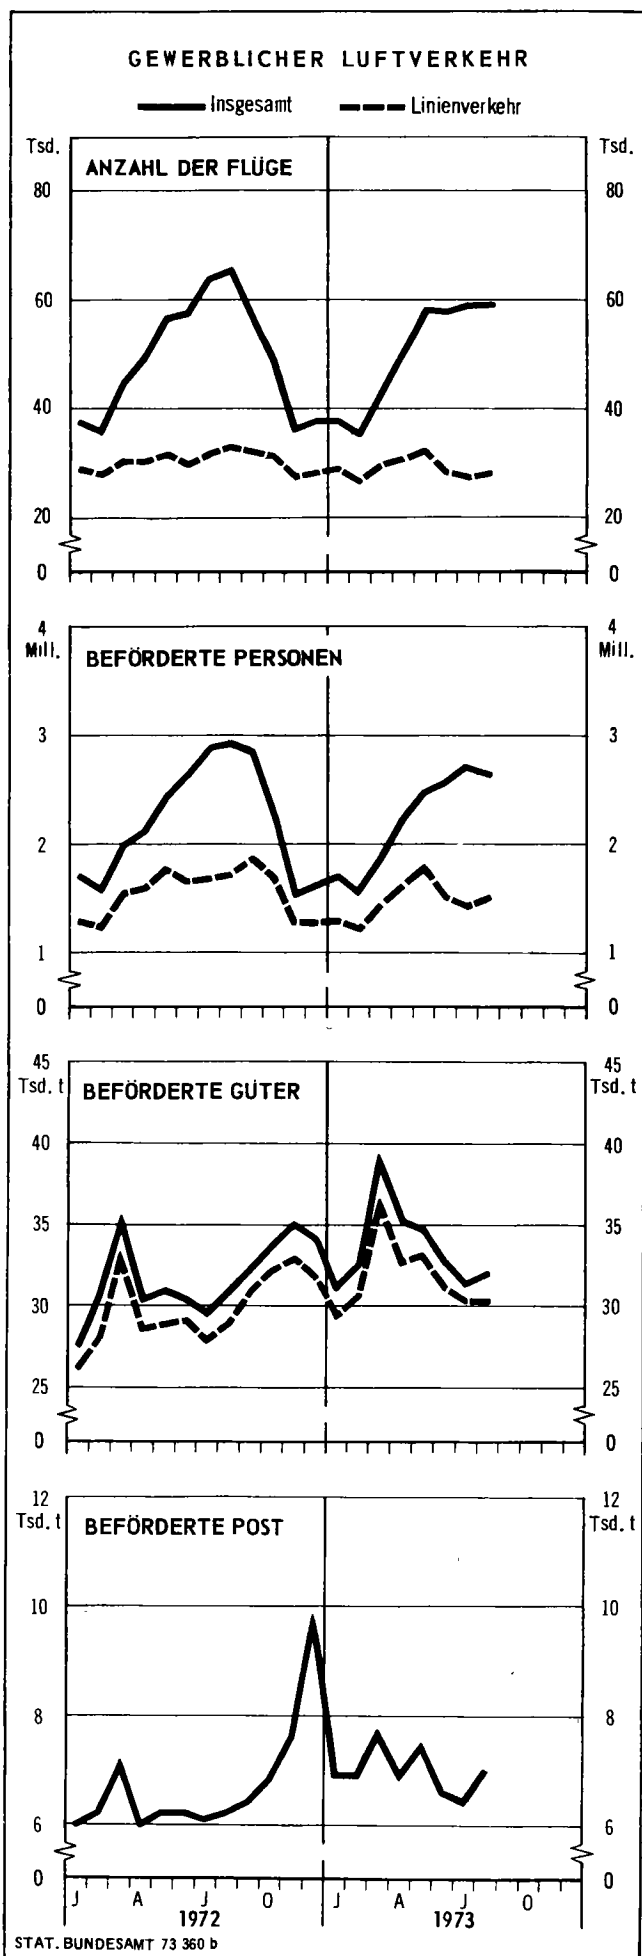 GEWERBLICHER LUFTVERKEHR
Insgesamt Linienverkehr
Tsd. Tsd.
ANZAHL DER FLÜGE
80 80
60 60
40 40
20 20
0 0
4 4
Mill. Mill.
BEFÖRDERTE PERSONEN
3 3
2 2
1 1
0 0
45 45
Tsd. t Tsd. t
BEFÖRDERTE GÜTER
40 40
35 35
30 30
25 25
0 0
12 12
Tsd. t Tsd. t
BEFÖRDERTE POST
10 10
8 8
6 6
0 0
J A J O J A J O
1972 1973
STAT. BUNDESAMT 73 360 b